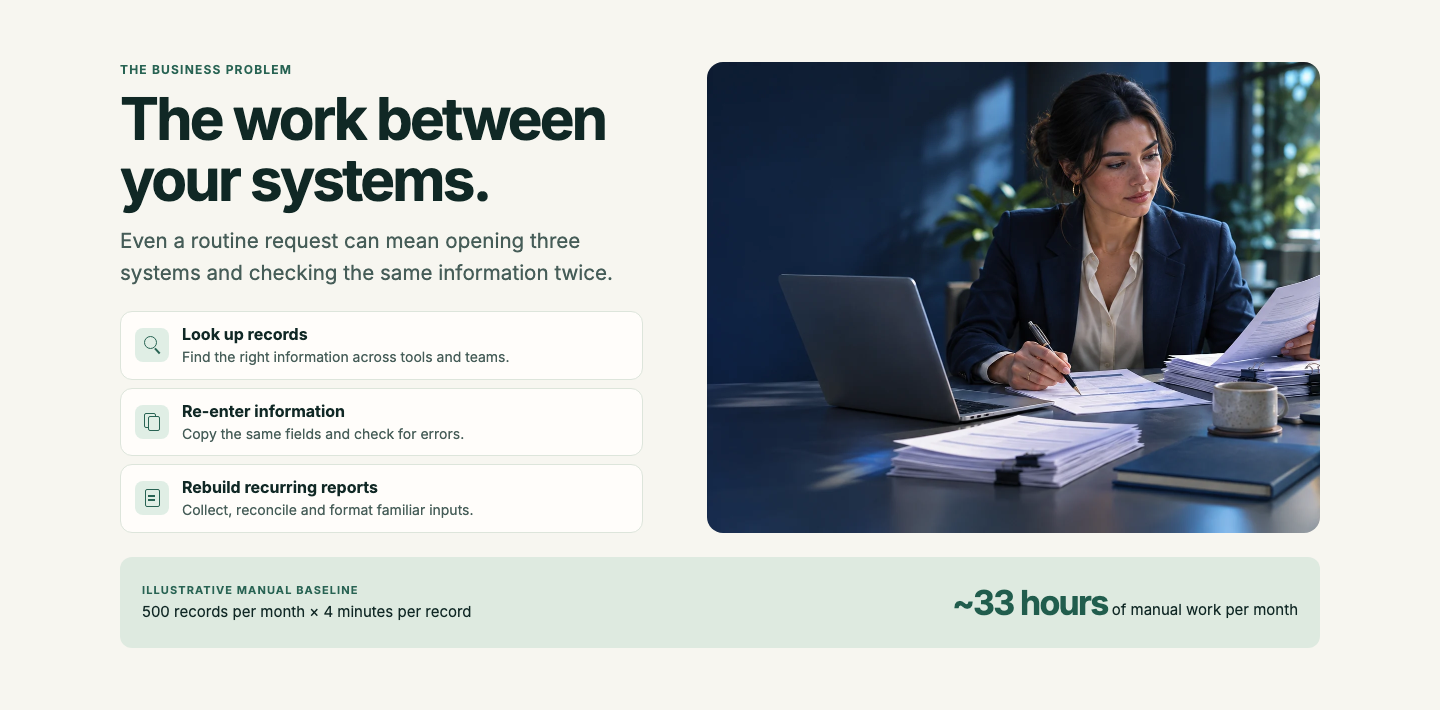 THE BUSINESS PROBLEM
The work between
your systems.
Even a routine request can mean opening three
systems and checking the same information twice.
Look up records
Find the right information across tools and teams.
Re-enter information
Copy the same fields and check for errors.
Rebuild recurring reports
Collect, reconcile and format familiar inputs.
ILLUSTRATIVE MANUAL BASELINE
500 records per month × 4 minutes per record
~33 hours of manual work per month